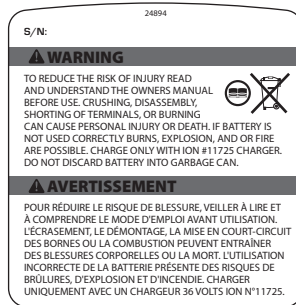 24894
S/N:
WARNING
TO REDUCE THE RISK OF INJURY READ
AND UNDERSTAND THE OWNERS MANUAL
BEFORE USE. CRUSHING, DISASSEMBLY,
SHORTING OF TERMINALS, OR BURNING
CAN CAUSE PERSONAL INJURY OR DEATH. IF BATTERY IS
NOT USED CORRECTLY BURNS, EXPLOSION, AND OR FIRE
ARE POSSIBLE. CHARGE ONLY WITH ION #11725 CHARGER.
DO NOT DISCARD BATTERY INTO GARBAGE CAN.
AVERTISSEMENT
POUR RÉDUIRE LE RISQUE DE BLESSURE, VEILLER À LIRE ET
À COMPRENDRE LE MODE D'EMPLOI AVANT UTILISATION.
L'ÉCRASEMENT, LE DÉMONTAGE, LA MISE EN COURT-CIRCUIT
DES BORNES OU LA COMBUSTION PEUVENT ENTRAÎNER
DES BLESSURES CORPORELLES OU LA MORT. L'UTILISATION
INCORRECTE DE LA BATTERIE PRÉSENTE DES RISQUES DE
BRÛLURES, D'EXPLOSION ET D'INCENDIE. CHARGER
UNIQUEMENT AVEC UN CHARGEUR 36 VOLTS ION N°11725.